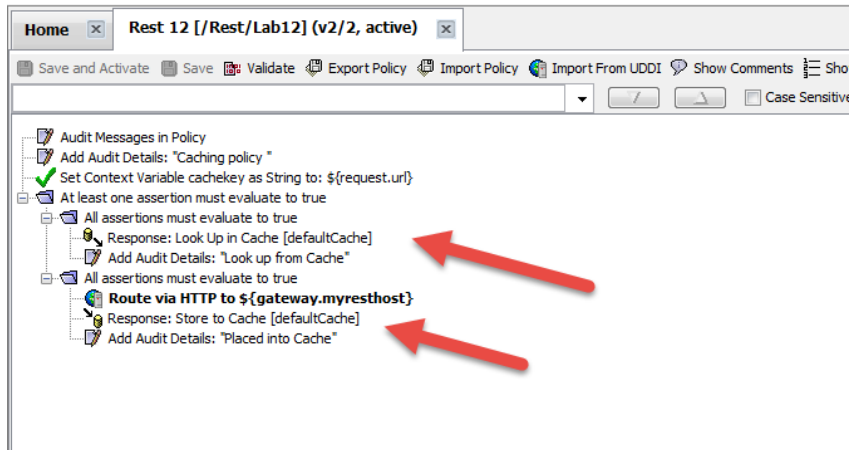 Home Rest 12 [/Rest/Lab12] (v2/2, active)
Save and Activate Save Validate Export Policy Import Policy Import From UDDI Show Comments Sho
Case Sensitive
Audit Messages in Policy
Add Audit Details: "Caching policy "
Set Context Variable cachekey as String to: ${request.url}
At least one assertion must evaluate to true
All assertions must evaluate to true
Response: Look Up in Cache [defaultCache]
Add Audit Details: "Look up from Cache"
All assertions must evaluate to true
Route via HTTP to ${gateway.myresthost}
Response: Store to Cache [defaultCache]
Add Audit Details: "Placed into Cache"